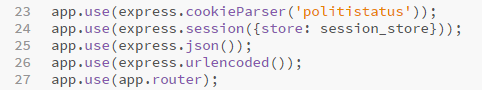 23 app.use(express.cookieParser('politistatus'));
24 app.use(express.session({store: session_store}));
25 app.use(express.json());
26 app.use(express.urlencoded());
27 app.use(app.router);